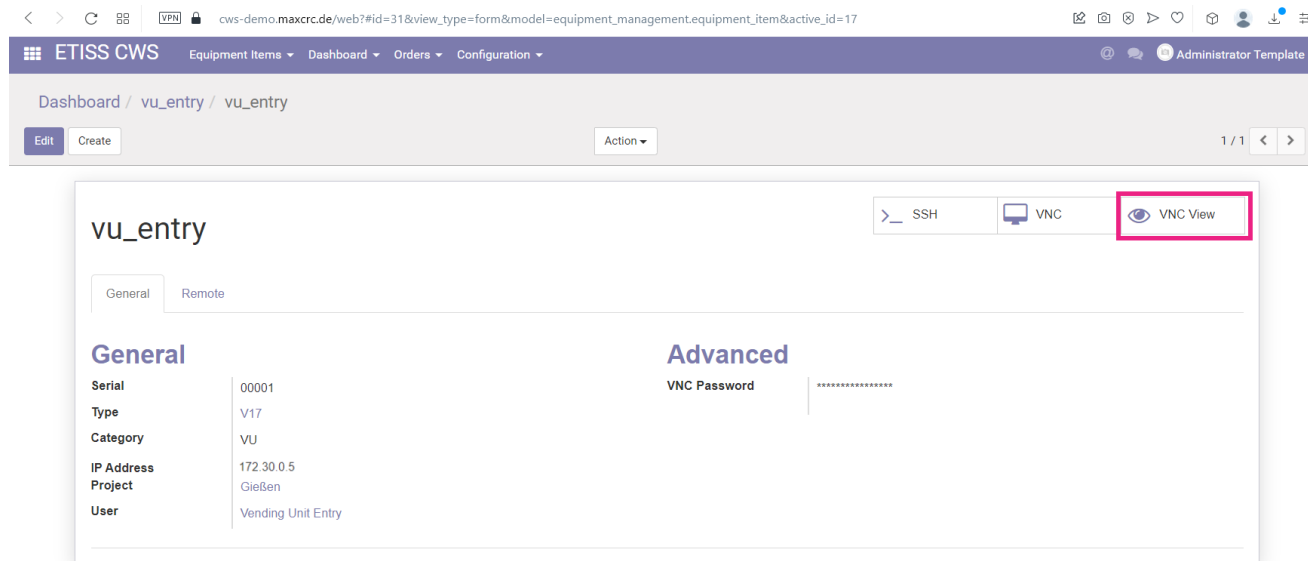 VPN cws-demo.maxcrc.de/web?#id=31&view_type=form&model=equipment_management.equipment_item&active_id=17
ETISS CWS Equipment Items Dashboard Orders Configuration @ Administrator Template
Dashboard / vu_entry / vu_entry
Edit Create Action 1 / 1
vu_entry
>_ SSH VNC VNC View
General Remote
General Advanced
Serial 00001 VNC Password ****************
Type V17
Category VU
IP Address 172.30.0.5
Project Gießen
User Vending Unit Entry